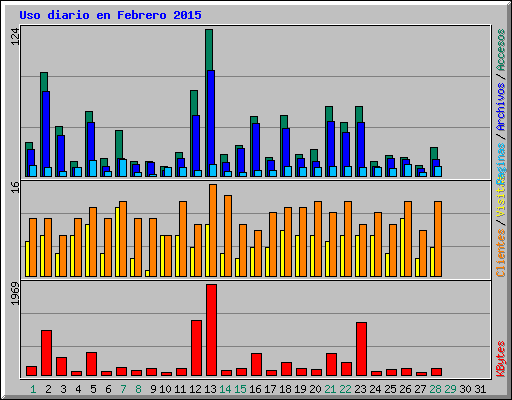 Uso diario en Febrero 2015
124
16
1969
Clientes / visit Paginas / Archivos / Accesos
KBytes
1 2 3 4 5 6 7 8 9 10 11 12 13 14 15 16 17 18 19 20 21 22 23 24 25 26 27 28 29 30 31